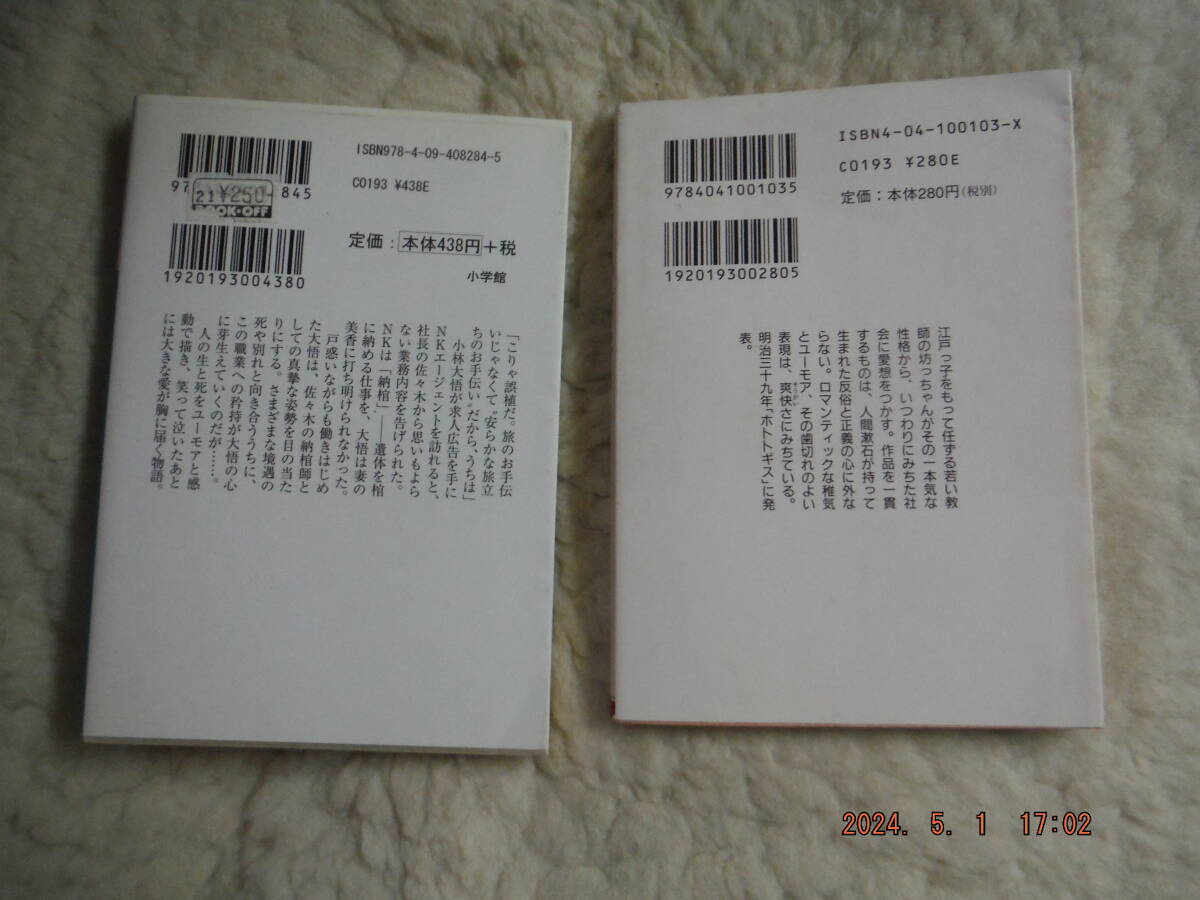 ISBN978-4-09-408284-5
C0193 ¥438E
97
845
21 ¥250
BOOK・OFF
1920193004380
定価：本体438円+税
小学館
「こりゃ誤植だ。旅のお手伝
いじゃなくて〝安らかな旅立
ちのお手伝い〟だから、うちは」
小林大悟が求人広告を手に
NKエージェントを訪れると、
社長の佐々木から思いもよら
ない業務内容を告げられた。
NKは「納棺」――遺体を棺
に納める仕事を、大悟は妻の
美香に打ち明けられなかった。
戸惑いながらも働きはじめ
た大悟は、佐々木の納棺師と
しての真摯な姿勢を目の当た
りにする。さまざまな境遇の
死や別れと向き合ううちに、
この職業への矜持が大悟の心
に芽生えていくのだが……。
人の生と死をユーモアと感
動で描き、笑って泣いたあと
には大きな愛が胸に届く物語。
ISBN4-04-100103-X
C0193 ¥280E
9784041001035
定価：本体280円（税別）
1920193002805
江戸っ子をもって任する若い教
師の坊っちゃんがその一本気な
性格から、いつわりにみちた社
会に愛想をつかす。作品を一貫
するものは、人間漱石が持って
生まれた反俗と正義の心に外な
らない。ロマンティックな稚気
とユーモア、その歯切れのよい
表現は、爽快さにみちている。
明治三十九年「ホトトギス」に発
表。
2024. 5. 1 17:02